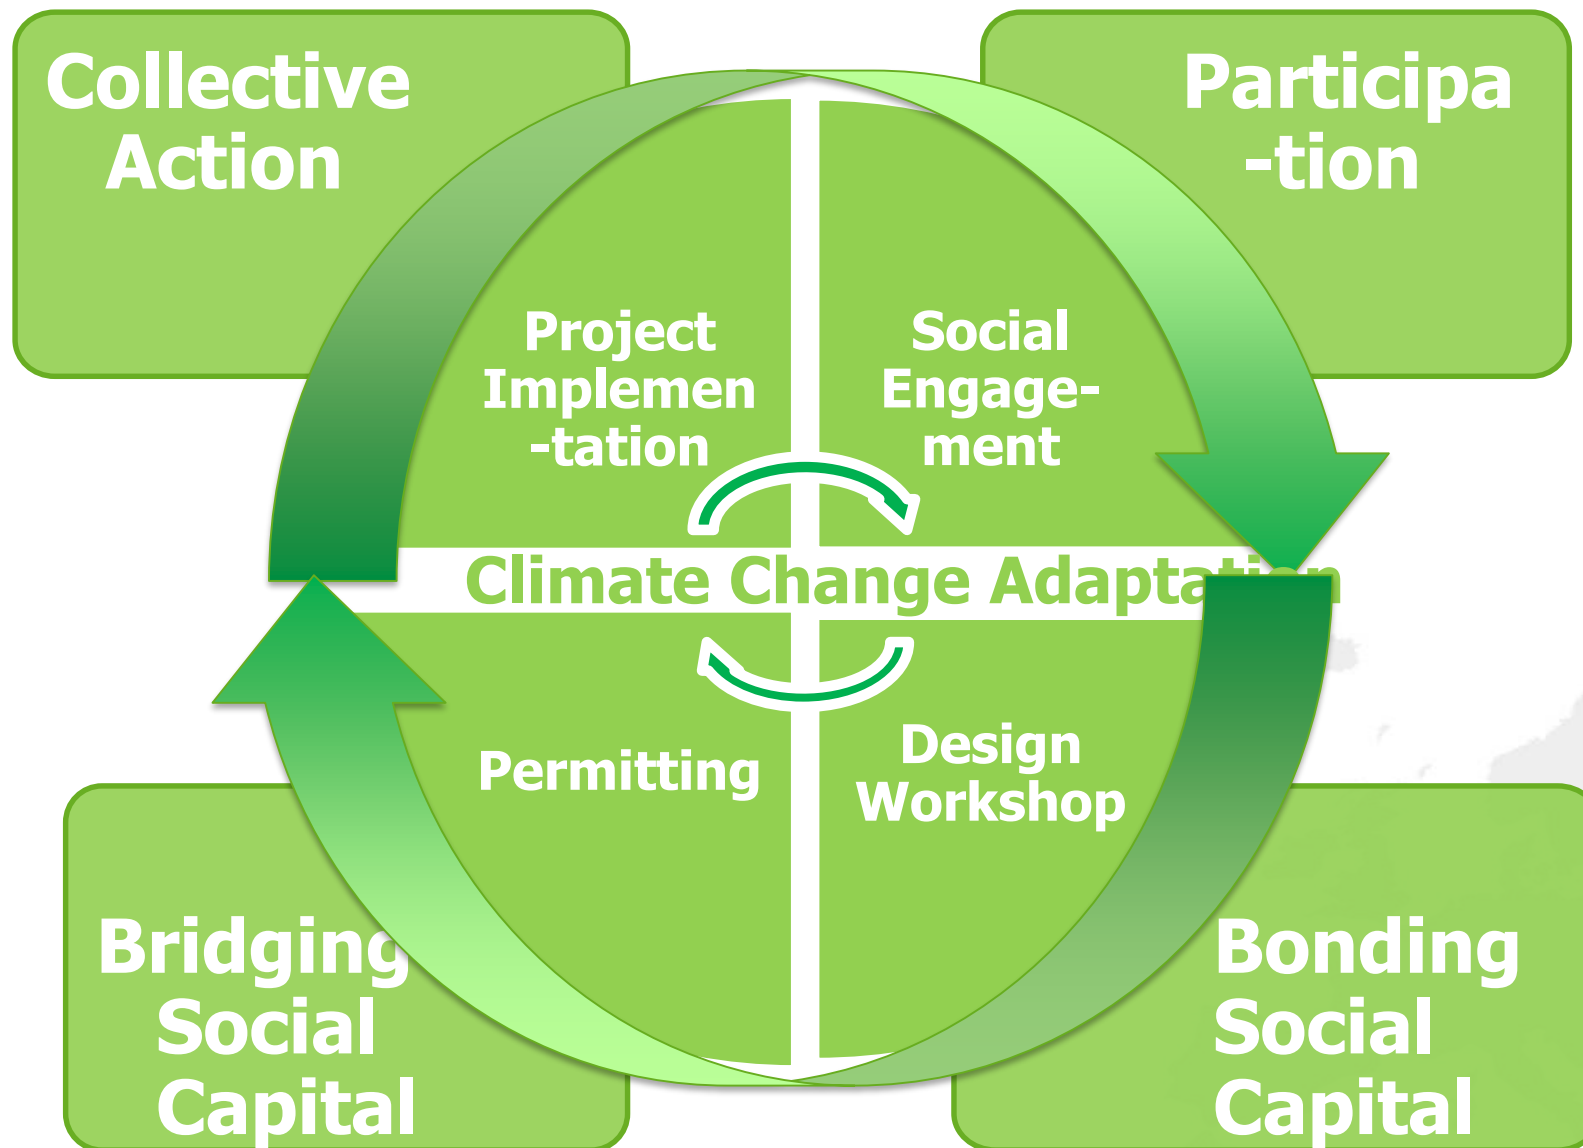 Collective
Action
Participa
-tion
Project
Implemen
-tation
Social
Engage-
ment
Climate Change Adaptation
Permitting
Design
Workshop
Bridging
Social
Capital
Bonding
Social
Capital